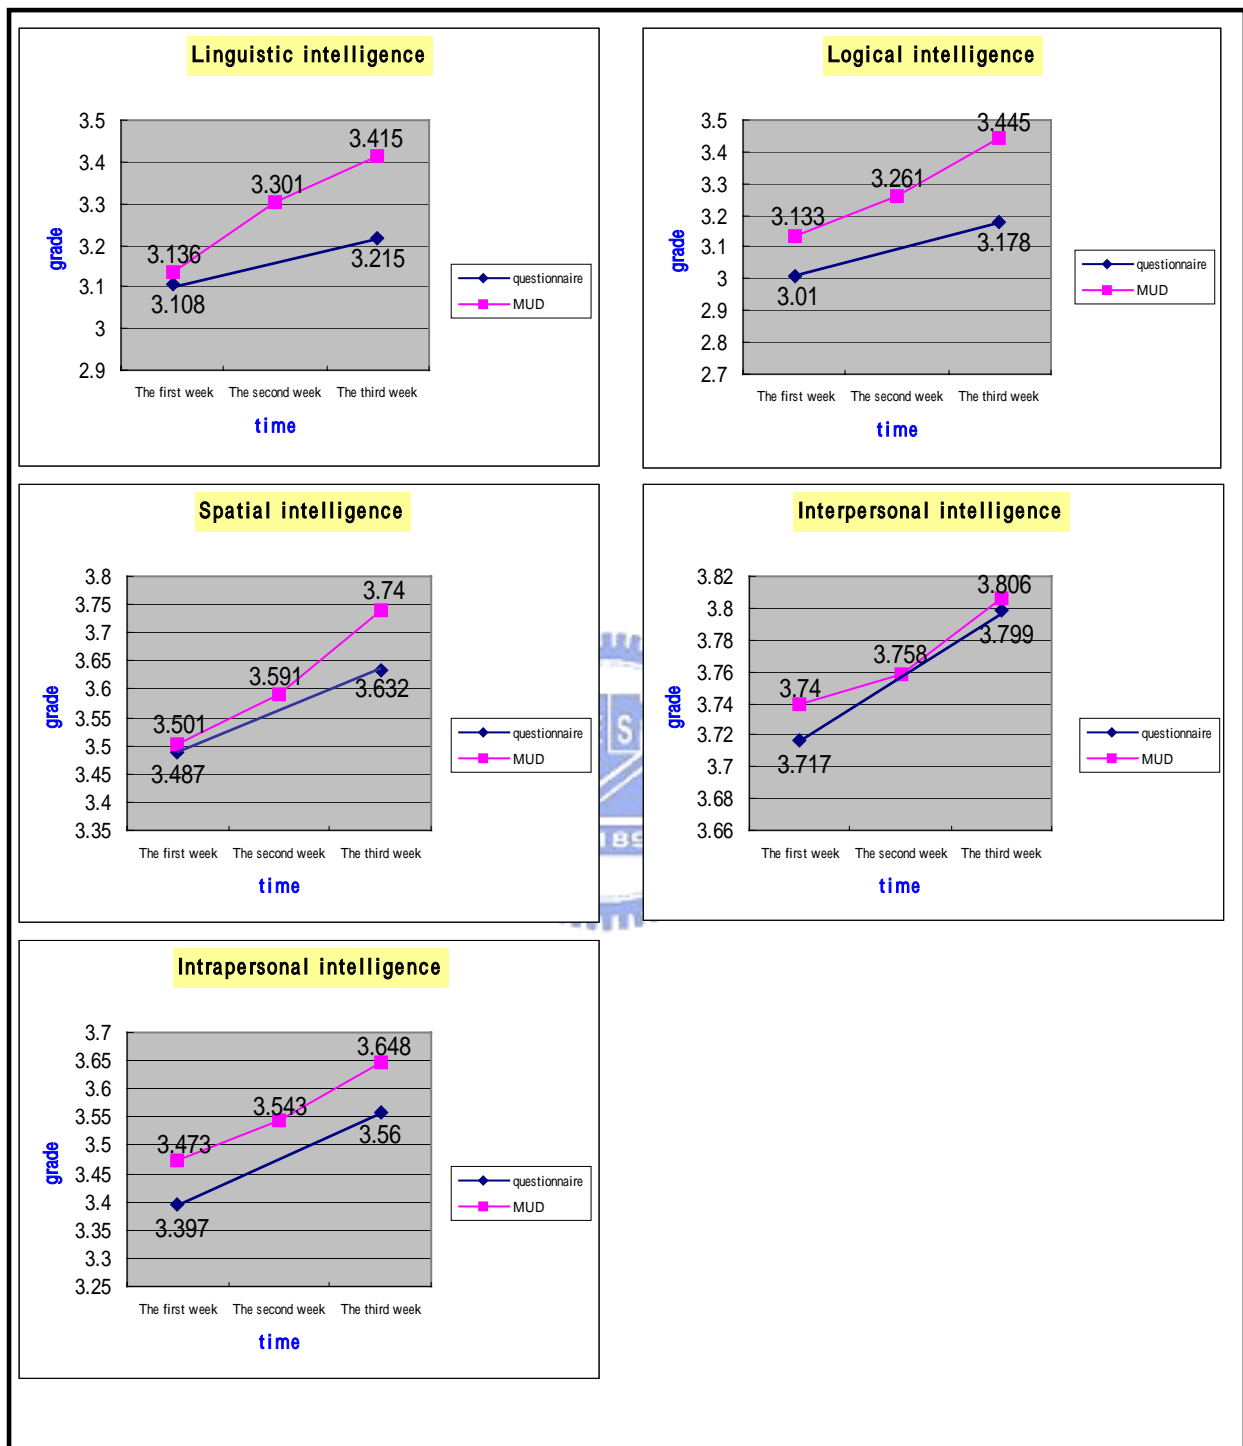 Linguistic intelligence
3.5
3.4
3.3
3.2
3.1
3
2.9
grade
3.415
3.301
3.136
3.215
3.108
The first week The second week The third week
time
questionnaire
MUD
Logical intelligence
3.5
3.4
3.3
3.2
3.1
3
2.9
2.8
2.7
grade
3.445
3.261
3.133
3.178
3.01
The first week The second week The third week
time
questionnaire
MUD
Spatial intelligence
3.8
3.75
3.7
3.65
3.6
3.55
3.5
3.45
3.4
3.35
grade
3.74
3.591
3.632
3.501
3.487
The first week The second week The third week
time
questionnaire
MUD
Interpersonal intelligence
3.82
3.8
3.78
3.76
3.74
3.72
3.7
3.68
3.66
grade
3.806
3.799
3.758
3.74
3.717
The first week The second week The third week
time
questionnaire
MUD
Intrapersonal intelligence
3.7
3.65
3.6
3.55
3.5
3.45
3.4
3.35
3.3
3.25
grade
3.648
3.543
3.56
3.473
3.397
The first week The second week The third week
time
questionnaire
MUD